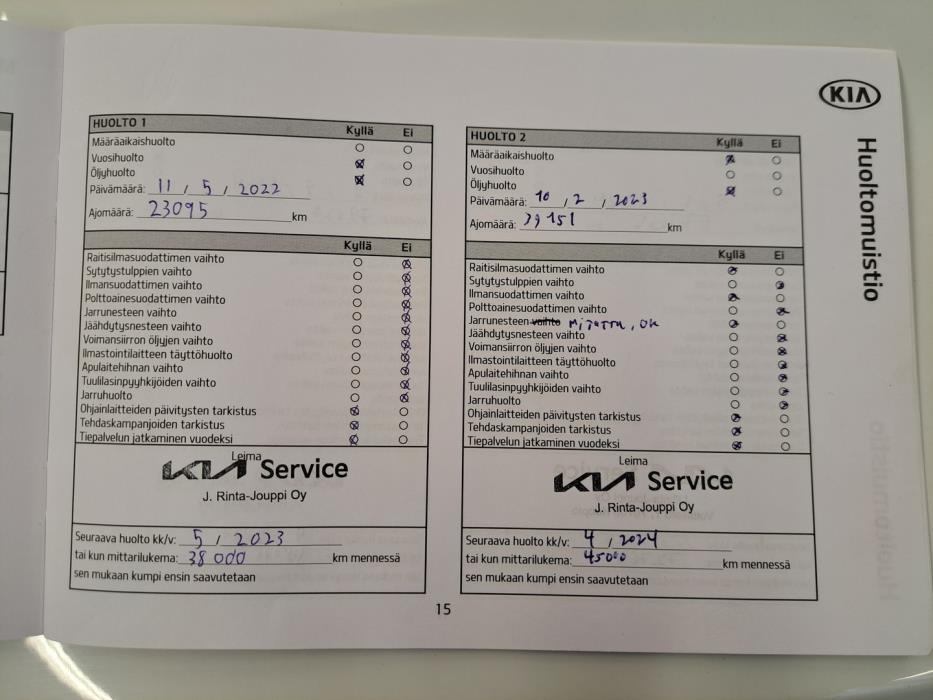 KIA
Huoltomuistio
HUOLTO 1
Kyllä Ei
Määräaikaishuolto
Vuosihuolto
Öljyhuolto
Päivämäärä: 11 / 5 / 2022
Ajomäärä: 23095 km
Kyllä Ei
Raitisilmasuodattimen vaihto
Sytytystulppien vaihto
Ilmansuodattimen vaihto
Polttoainesuodattimen vaihto
Jarrunesteen vaihto
Jäähdytysnesteen vaihto
Voimansiirron öljyjen vaihto
Ilmastointilaitteen täyttöhuolto
Apulaitehihnan vaihto
Tuulilasinpyyhkijöiden vaihto
Jarruhuolto
Ohjainlaitteiden päivitysten tarkistus
Tehdaskampanjoiden tarkistus
Tiepalvelun jatkaminen vuodeksi
Leima
KIA Service
J. Rinta-Jouppi Oy
Seuraava huolto kk/v: 5 / 2023
tai kun mittarilukema: 38 000 km mennessä
sen mukaan kumpi ensin saavutetaan
HUOLTO 2
Kyllä Ei
Määräaikaishuolto
Vuosihuolto
Öljyhuolto
Päivämäärä: 10 / 2 / 2023
Ajomäärä: 39151 km
Kyllä Ei
Raitisilmasuodattimen vaihto
Sytytystulppien vaihto
Ilmansuodattimen vaihto
Polttoainesuodattimen vaihto
Jarrunesteen vaihto mitattu, OK
Jäähdytysnesteen vaihto
Voimansiirron öljyjen vaihto
Ilmastointilaitteen täyttöhuolto
Apulaitehihnan vaihto
Tuulilasinpyyhkijöiden vaihto
Jarruhuolto
Ohjainlaitteiden päivitysten tarkistus
Tehdaskampanjoiden tarkistus
Tiepalvelun jatkaminen vuodeksi
Leima
KIA Service
J. Rinta-Jouppi Oy
Seuraava huolto kk/v: 4 / 2024
tai kun mittarilukema: 45000 km mennessä
sen mukaan kumpi ensin saavutetaan
15